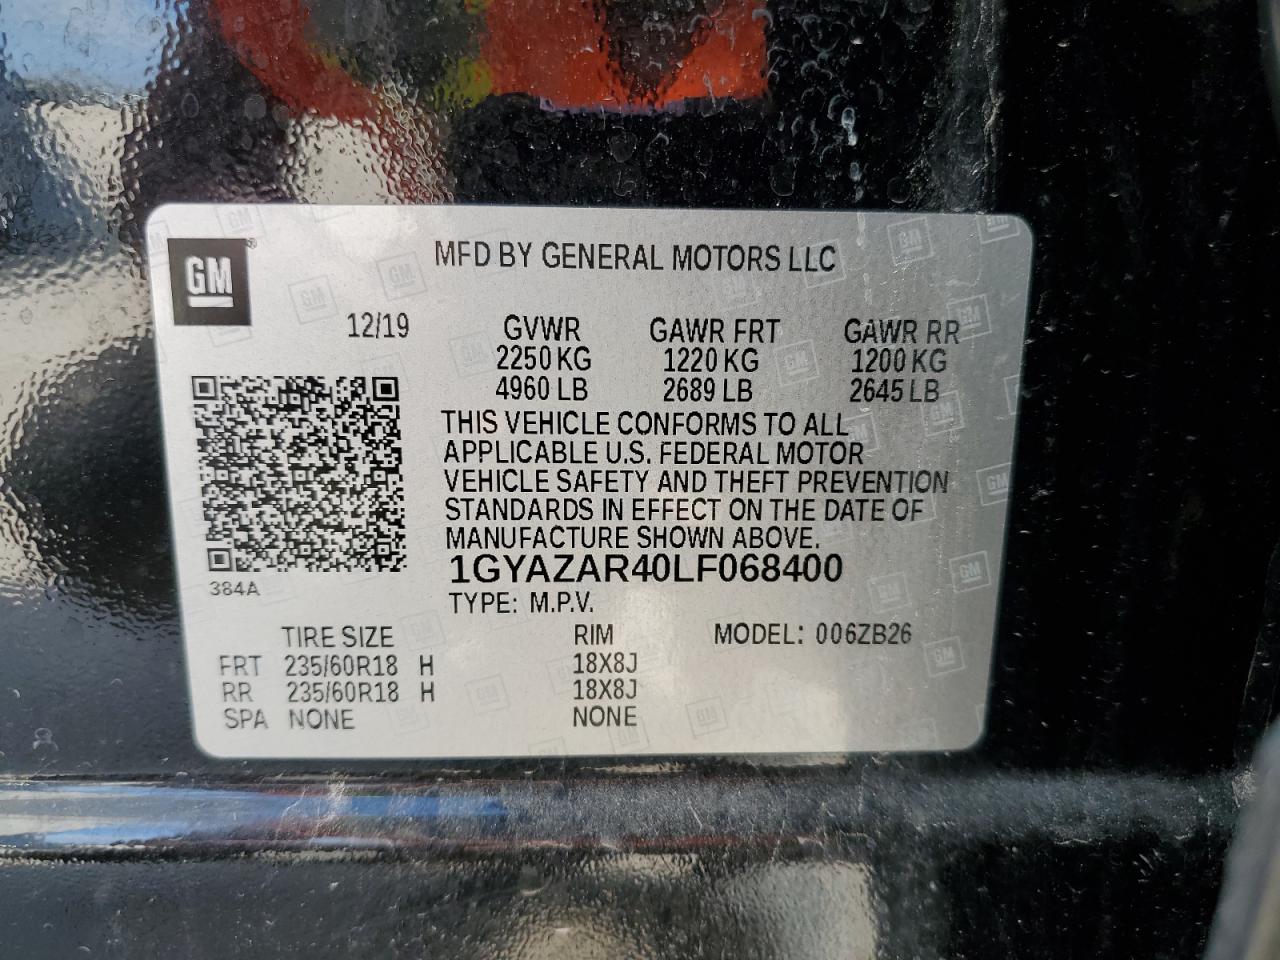 GM®
MFD BY GENERAL MOTORS LLC
12/19 GVWR GAWR FRT GAWR RR
2250 KG 1220 KG 1200 KG
4960 LB 2689 LB 2645 LB
THIS VEHICLE CONFORMS TO ALL
APPLICABLE U.S. FEDERAL MOTOR
VEHICLE SAFETY AND THEFT PREVENTION
STANDARDS IN EFFECT ON THE DATE OF
MANUFACTURE SHOWN ABOVE.
1GYAZAR40LF068400
384A
TYPE: M.P.V.
TIRE SIZE RIM MODEL: 006ZB26
FRT 235/60R18 H 18X8J
RR 235/60R18 H 18X8J
SPA NONE NONE